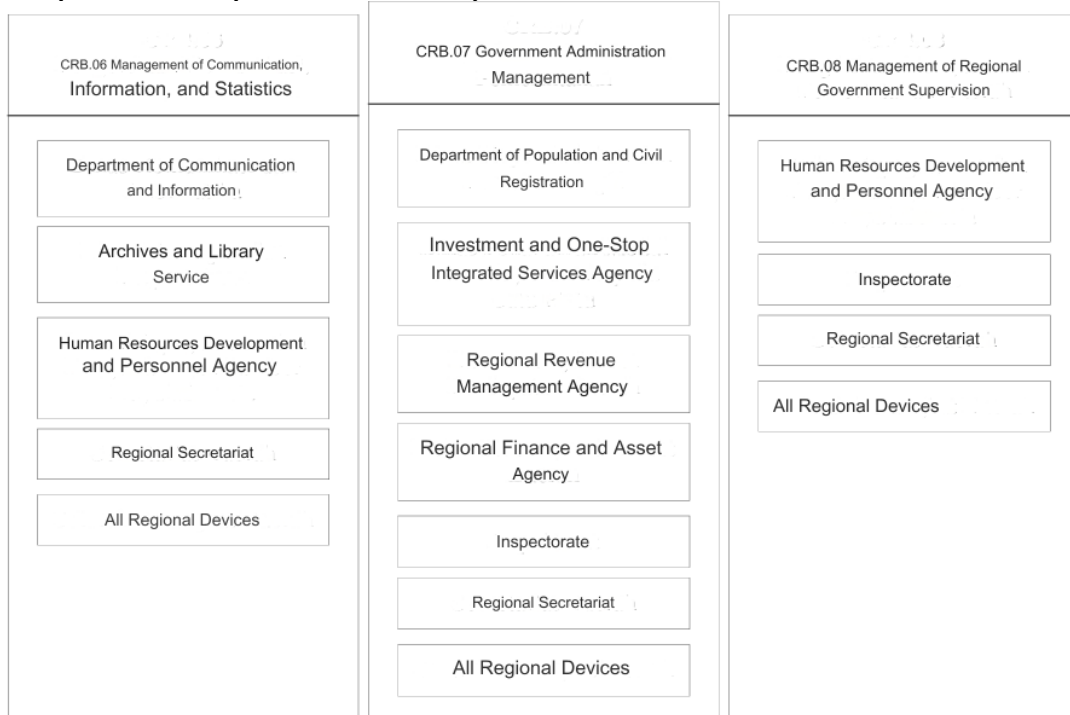 CRB.06 Management of Communication,
Information, and Statistics
Department of Communication
and Information
Archives and Library
Service
Human Resources Development
and Personnel Agency
Regional Secretariat
All Regional Devices
CRB.07 Government Administration
Management
Department of Population and Civil
Registration
Investment and One-Stop
Integrated Services Agency
Regional Revenue
Management Agency
Regional Finance and Asset
Agency
Inspectorate
Regional Secretariat
All Regional Devices
CRB.08 Management of Regional
Government Supervision
Human Resources Development
and Personnel Agency
Inspectorate
Regional Secretariat
All Regional Devices